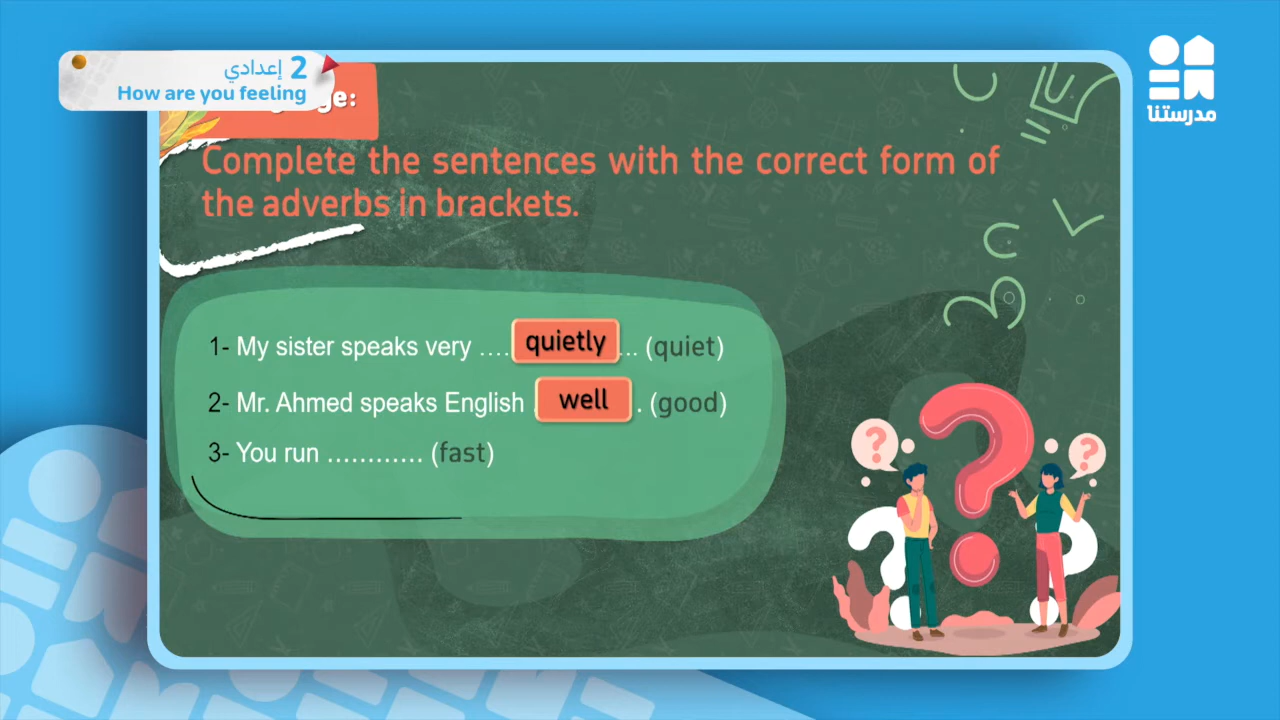 2 إعدادي
How are you feeling
مدرستنا
Complete the sentences with the correct form of
the adverbs in brackets.
1- My sister speaks very ....quietly... (quiet)
2- Mr. Ahmed speaks English .well. (good)
3- You run ............ (fast)